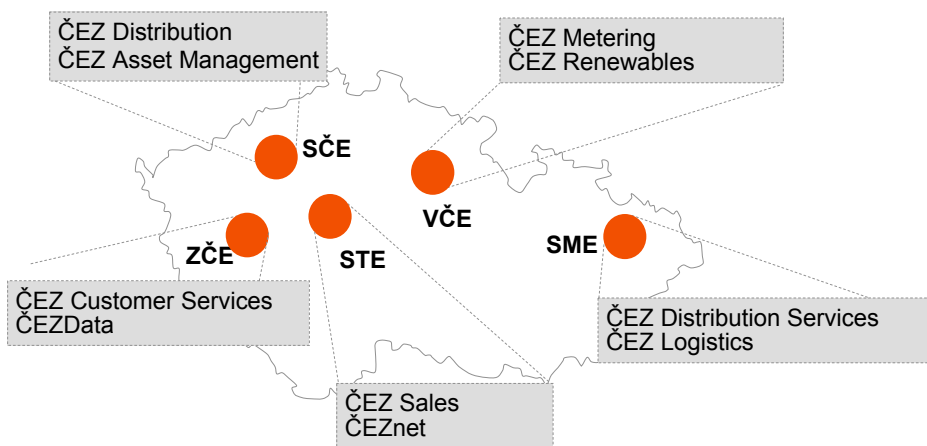 ČEZ Distribution
ČEZ Asset Management
ČEZ Metering
ČEZ Renewables
SČE
VČE
ZČE
STE
SME
ČEZ Customer Services
ČEZData
ČEZ Distribution Services
ČEZ Logistics
ČEZ Sales
ČEZnet